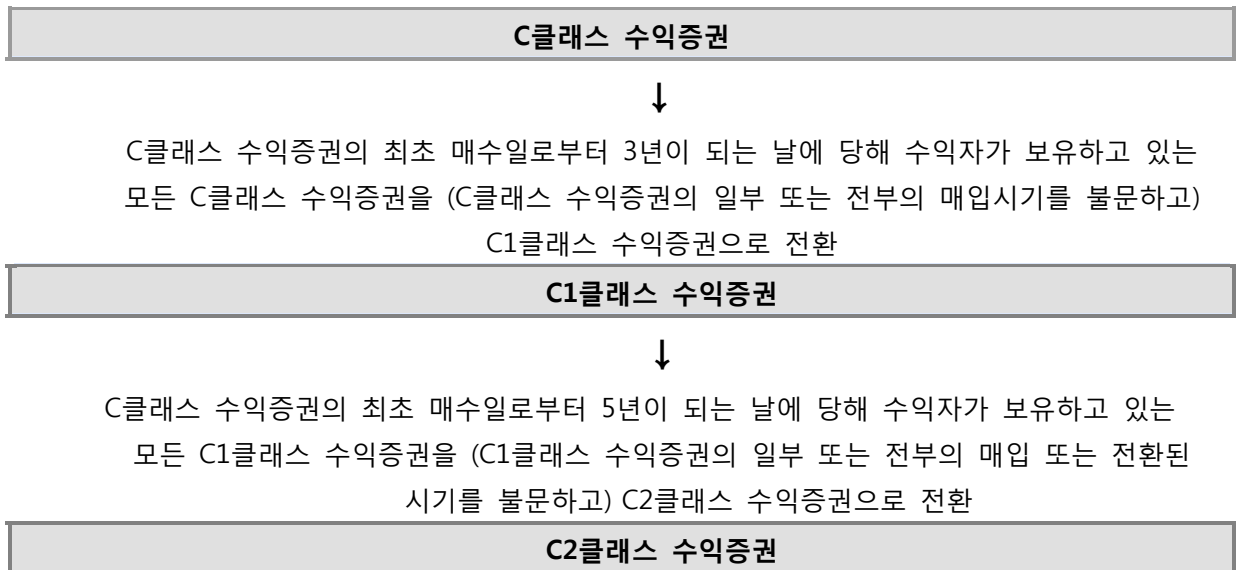 C클래스 수익증권
↓
C클래스 수익증권의 최초 매수일로부터 3년이 되는 날에 당해 수익자가 보유하고 있는
모든 C클래스 수익증권을 (C클래스 수익증권의 일부 또는 전부의 매입시기를 불문하고)
C1클래스 수익증권으로 전환
C1클래스 수익증권
↓
C클래스 수익증권의 최초 매수일로부터 5년이 되는 날에 당해 수익자가 보유하고 있는
모든 C1클래스 수익증권을 (C1클래스 수익증권의 일부 또는 전부의 매입 또는 전환된
시기를 불문하고) C2클래스 수익증권으로 전환
C2클래스 수익증권